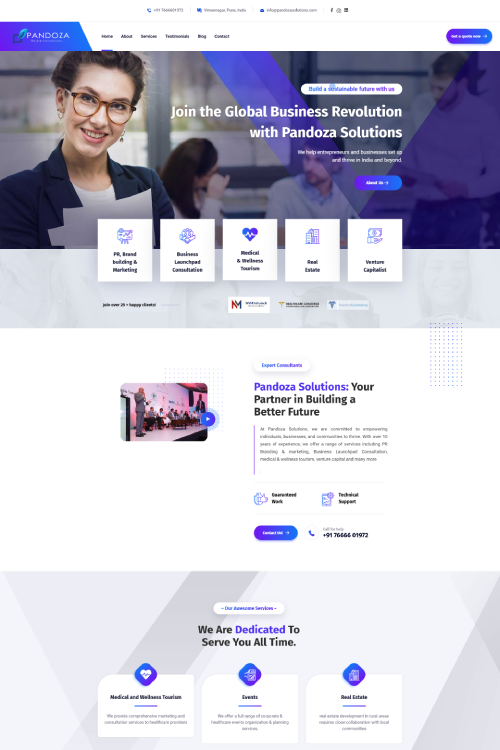 +91 7666601972
Vimannagar, Pune, India
info@pandozasolutions.com
PANDOZA
Home
About
Services
Testimonials
Blog
Contact
Get a quote now
Build a sustainable future with us
Join the Global Business Revolution
with Pandoza Solutions
We help entrepreneurs and businesses set up
and thrive in India and beyond.
About Us
PR, Brand
building &
Marketing
Business
Launchpad
Consultation
Medical
& Wellness
Tourism
Real
Estate
Venture
Capitalist
join over 25 + happy clients!
Expert Consultants
Pandoza Solutions: Your
Partner in Building a
Better Future
At Pandoza Solutions, we are committed to empowering
individuals, businesses, and communities to thrive. With over 10
years of experience, we offer a range of services including PR
Branding & marketing, Business Launchpad Consultation,
medical & wellness tourism, venture capital and many more.
Guaranteed
Work
Technical
Support
Contact Us!
Call for help
+91 76666 01972
- Our Awesome Services -
We Are Dedicated To
Serve You All Time.
Medical and Wellness Tourism
We provide comprehensive marketing and
consultation services to healthcare providers
Events
We offer a full range of corporate &
healthcare events organisation & planning
services.
Real Estate
real estate development in rural areas
requires close collaboration with local
communities.